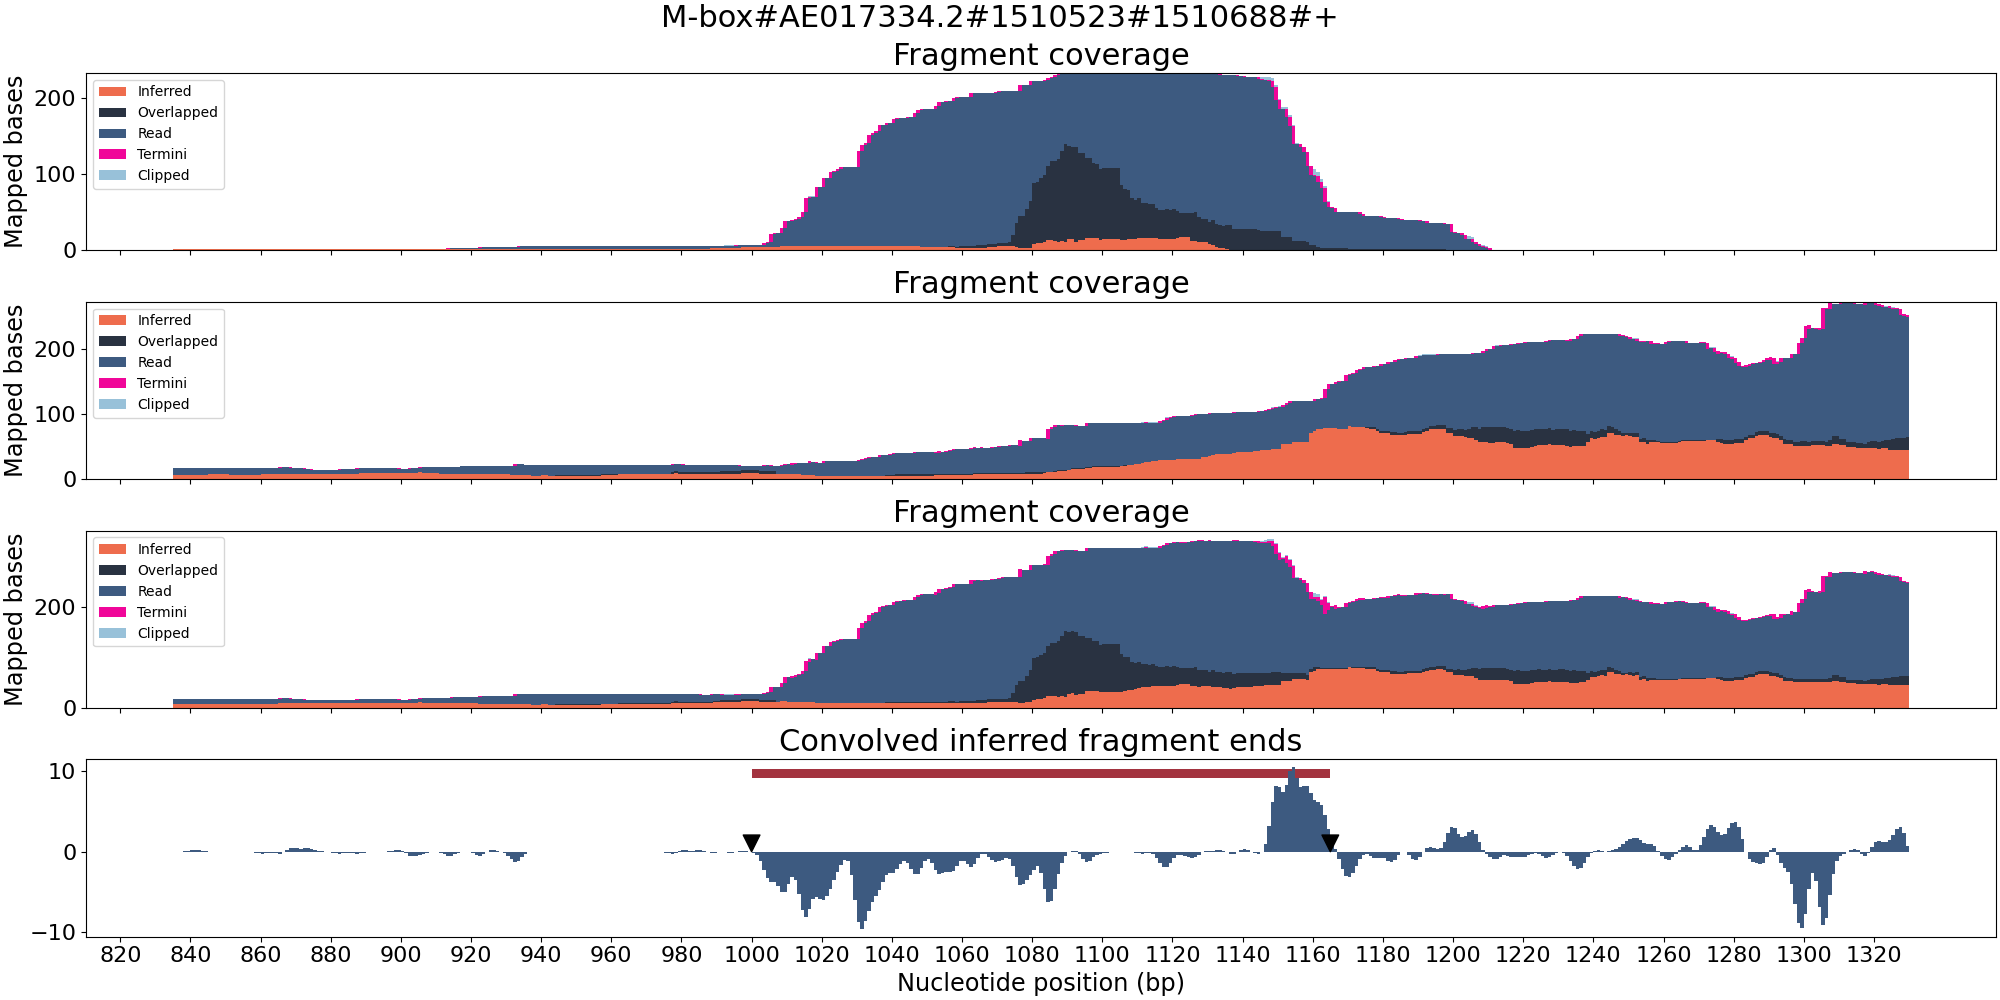 M-box#AE017334.2#1510523#1510688#+
Fragment coverage
Mapped bases
200
100
0
Inferred
Overlapped
Read
Termini
Clipped
Fragment coverage
Mapped bases
200
100
0
Inferred
Overlapped
Read
Termini
Clipped
Fragment coverage
Mapped bases
200
0
Inferred
Overlapped
Read
Termini
Clipped
Convolved inferred fragment ends
10
0
−10
820 840 860 880 900 920 940 960 980 1000 1020 1040 1060 1080 1100 1120 1140 1160 1180 1200 1220 1240 1260 1280 1300 1320
Nucleotide position (bp)